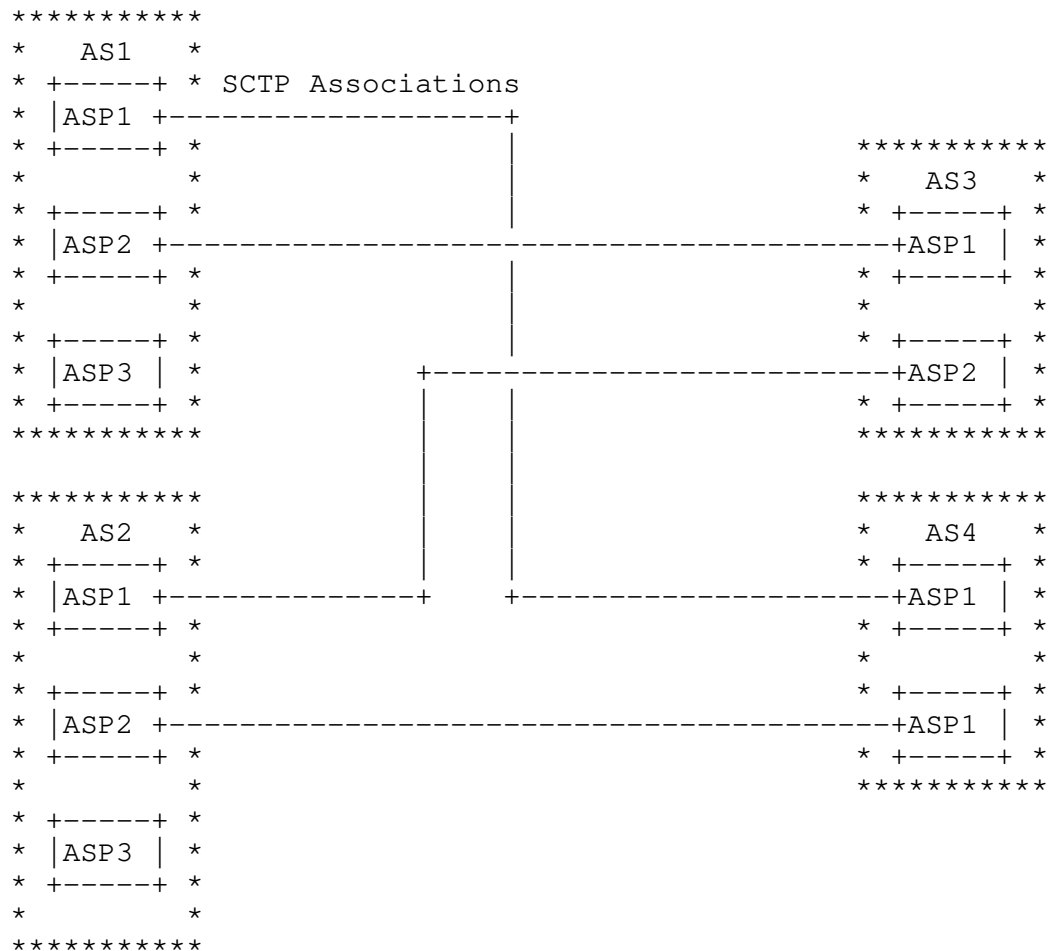 AS1
SCTP Associations
ASP1
AS3
ASP2 ASP1
ASP3 ASP2
AS2 AS4
ASP1 ASP1
ASP2 ASP1
ASP3